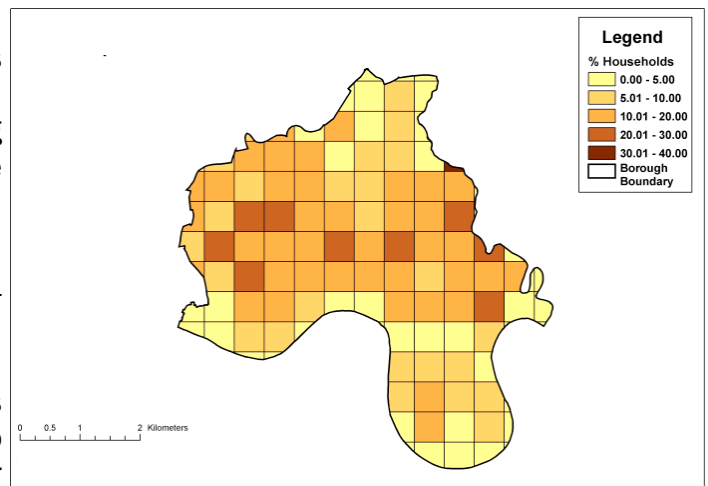 Legend
% Households
0.00 - 5.00
5.01 - 10.00
10.01 - 20.00
20.01 - 30.00
30.01 - 40.00
Borough
Boundary
0 0.5 1 2 Kilometers